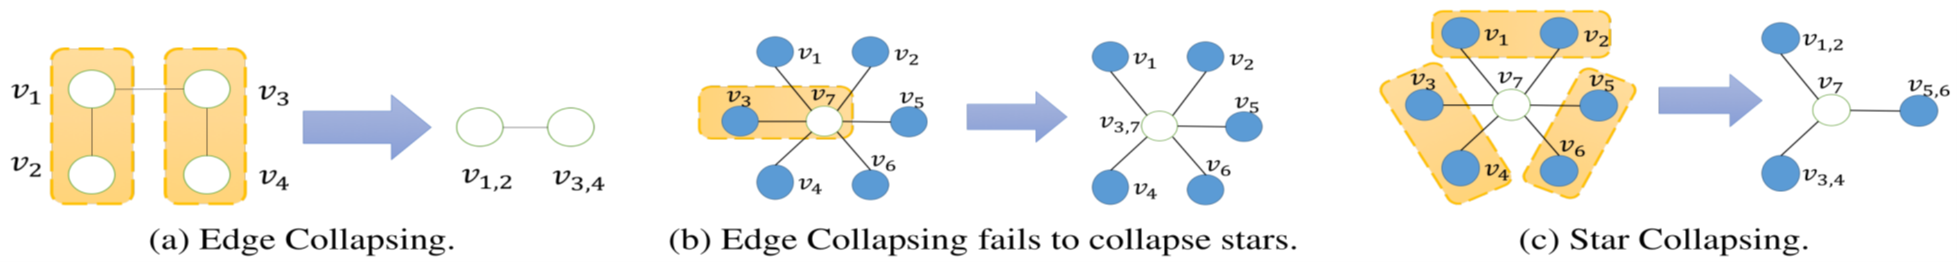 v1
v2
v3
v4
v1,2
v3,4
(a) Edge Collapsing.
v1
v2
v3
v7
v5
v4
v6
v1
v2
v3,7
v5
v4
v6
(b) Edge Collapsing fails to collapse stars.
v1
v2
v3
v7
v5
v4
v6
v1,2
v7
v5,6
v3,4
(c) Star Collapsing.